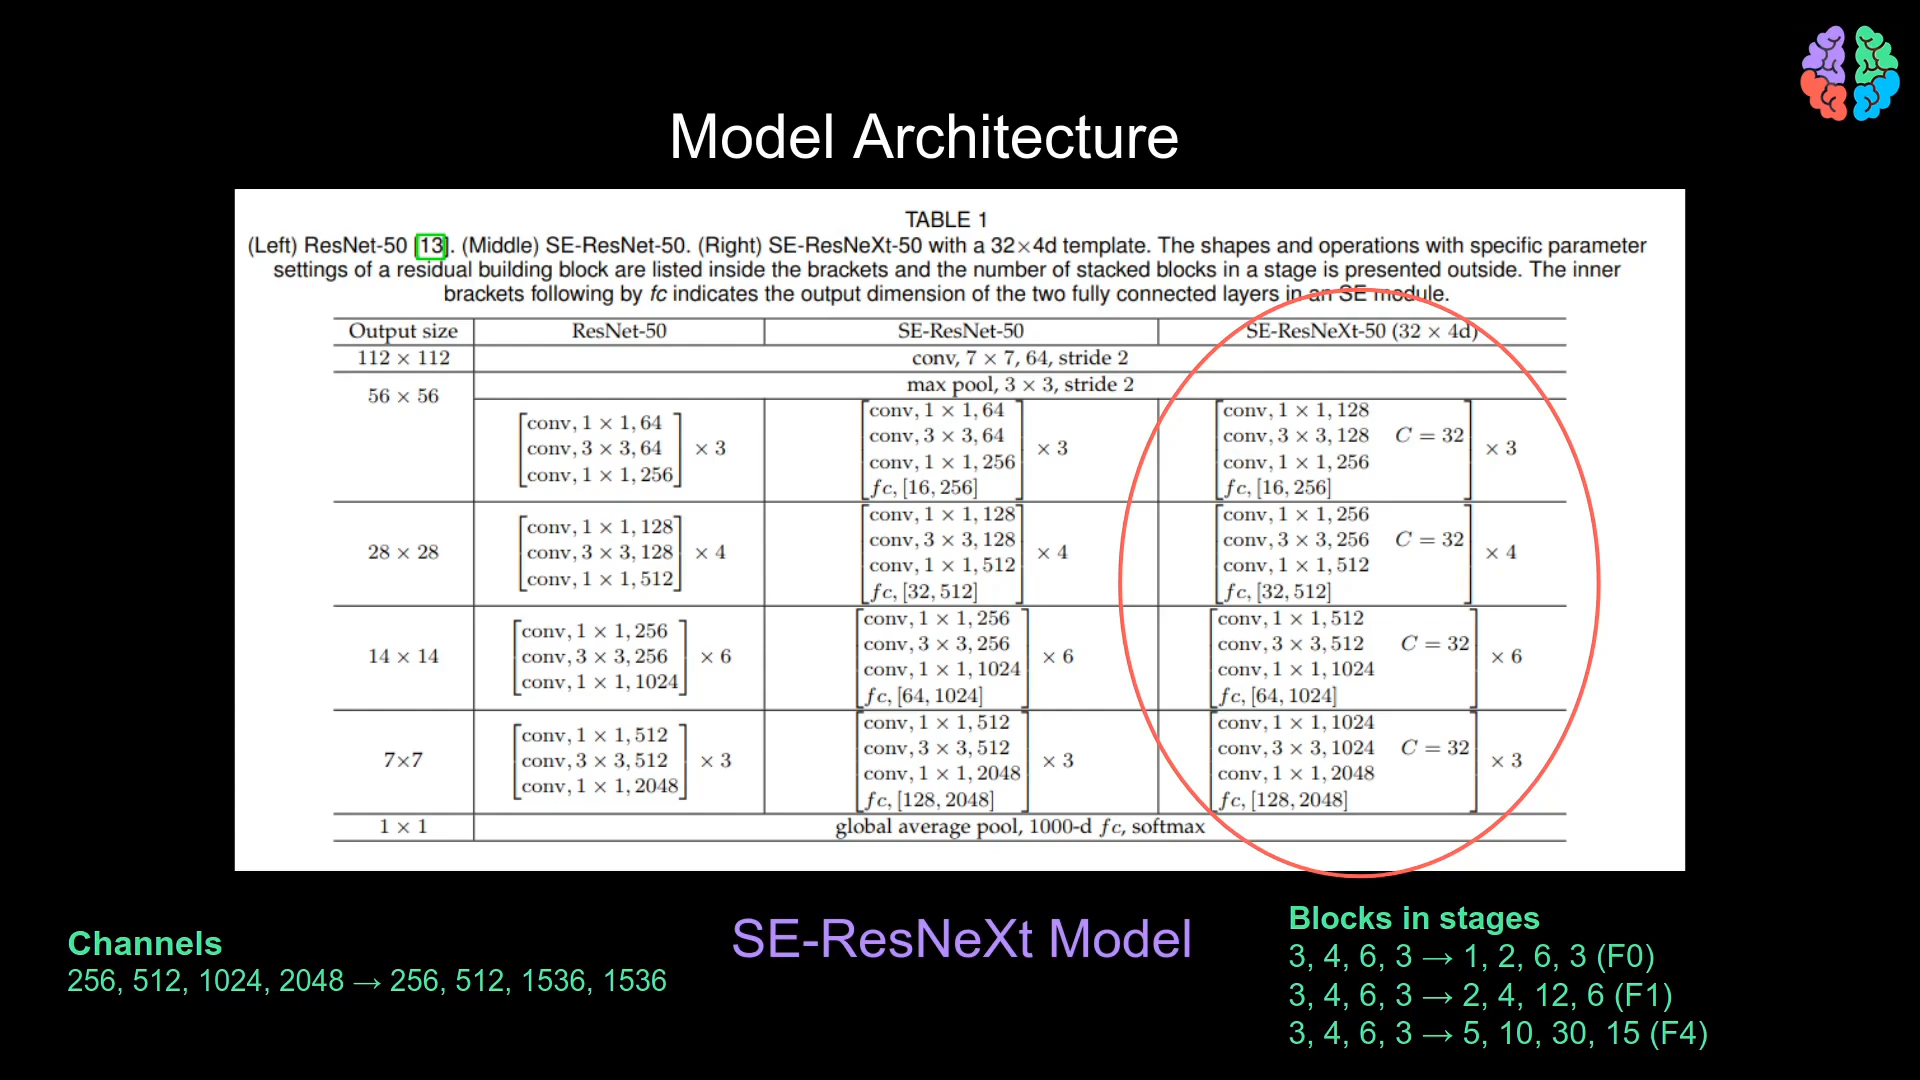 Model Architecture
TABLE 1
(Left) ResNet-50 [13]. (Middle) SE-ResNet-50. (Right) SE-ResNeXt-50 with a 32×4d template. The shapes and operations with specific parameter
settings of a residual building block are listed inside the brackets and the number of stacked blocks in a stage is presented outside. The inner
brackets following by fc indicates the output dimension of the two fully connected layers in an SE module.
Output size ResNet-50 SE-ResNet-50 SE-ResNeXt-50 (32 × 4d)
112 × 112 conv, 7 × 7, 64, stride 2
56 × 56 max pool, 3 × 3, stride 2
conv, 1 × 1, 64
conv, 3 × 3, 64
conv, 1 × 1, 256
× 3
conv, 1 × 1, 64
conv, 3 × 3, 64
conv, 1 × 1, 256
fc, [16, 256]
× 3
conv, 1 × 1, 128
conv, 3 × 3, 128 C = 32
conv, 1 × 1, 256
fc, [16, 256]
× 3
28 × 28
conv, 1 × 1, 128
conv, 3 × 3, 128
conv, 1 × 1, 512
× 4
conv, 1 × 1, 128
conv, 3 × 3, 128
conv, 1 × 1, 512
fc, [32, 512]
× 4
conv, 1 × 1, 256
conv, 3 × 3, 256 C = 32
conv, 1 × 1, 512
fc, [32, 512]
× 4
14 × 14
conv, 1 × 1, 256
conv, 3 × 3, 256
conv, 1 × 1, 1024
× 6
conv, 1 × 1, 256
conv, 3 × 3, 256
conv, 1 × 1, 1024
fc, [64, 1024]
× 6
conv, 1 × 1, 512
conv, 3 × 3, 512 C = 32
conv, 1 × 1, 1024
fc, [64, 1024]
× 6
7×7
conv, 1 × 1, 512
conv, 3 × 3, 512
conv, 1 × 1, 2048
× 3
conv, 1 × 1, 512
conv, 3 × 3, 512
conv, 1 × 1, 2048
fc, [128, 2048]
× 3
conv, 1 × 1, 1024
conv, 3 × 3, 1024 C = 32
conv, 1 × 1, 2048
fc, [128, 2048]
× 3
1 × 1 global average pool, 1000-d fc, softmax
Channels
256, 512, 1024, 2048 → 256, 512, 1536, 1536
SE-ResNeXt Model
Blocks in stages
3, 4, 6, 3 → 1, 2, 6, 3 (F0)
3, 4, 6, 3 → 2, 4, 12, 6 (F1)
3, 4, 6, 3 → 5, 10, 30, 15 (F4)